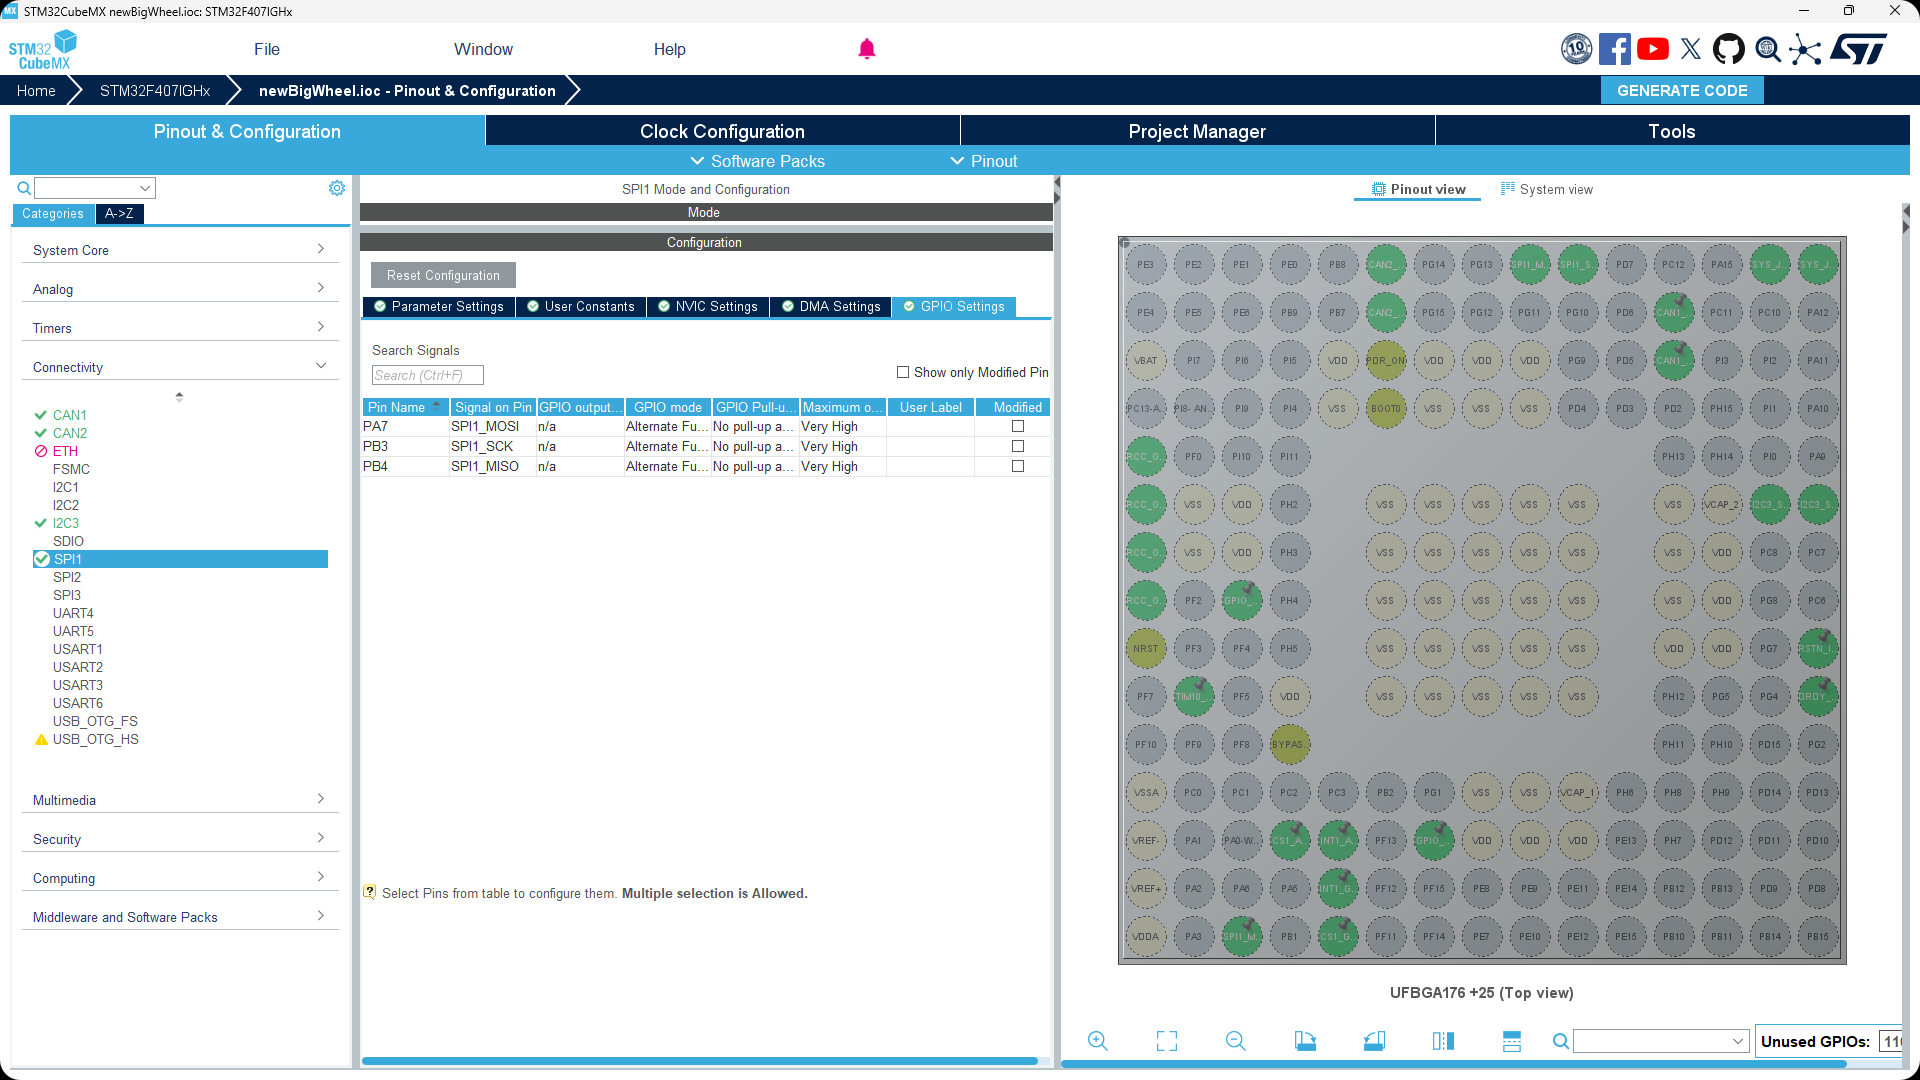 STM32CubeMX newBigWheel.ioc: STM32F407IGHx
STM32 CubeMX
File Window Help
Home STM32F407IGHx newBigWheel.ioc - Pinout & Configuration GENERATE CODE
Pinout & Configuration Clock Configuration Project Manager Tools
Software Packs Pinout
Categories A->Z
System Core
Analog
Timers
Connectivity
CAN1
CAN2
ETH
FSMC
I2C1
I2C2
I2C3
SDIO
SPI1
SPI2
SPI3
UART4
UART5
USART1
USART2
USART3
USART6
USB_OTG_FS
USB_OTG_HS
Multimedia
Security
Computing
Middleware and Software Packs
SPI1 Mode and Configuration
Mode
Configuration
Reset Configuration
Parameter Settings User Constants NVIC Settings DMA Settings GPIO Settings
Search Signals
Search (Ctrl+F)
Show only Modified Pin
Pin Name Signal on Pin GPIO output... GPIO mode GPIO Pull-u... Maximum o... User Label Modified
PA7 SPI1_MOSI n/a Alternate Fu... No pull-up a... Very High
PB3 SPI1_SCK n/a Alternate Fu... No pull-up a... Very High
PB4 SPI1_MISO n/a Alternate Fu... No pull-up a... Very High
Select Pins from table to configure them. Multiple selection is Allowed.
Pinout view System view
PE3 PE2 PE1 PE0 PB8 CAN2_. PG14 PG13 SPI1_M. SPI1_S. PD7 PC12 PA15 SYS_J. SYS_J.
PE4 PE5 PE6 PB9 PB7 CAN2_. PG15 PG12 PG11 PG10 PD6 CAN1_. PC11 PC10 PA12
VBAT PI7 PI6 PI5 VDD PDR_ON VDD VDD VDD PG9 PD5 CAN1_. PI3 PI2 PA11
PC13-A. PI8- AN. PI9 PI4 VSS BOOT0 VSS VSS VSS PD4 PD3 PD2 PH15 PI1 PA10
RCC_O. PF0 PI10 PI11 PH13 PH14 PI0 PA9
RCC_O. VSS VDD PH2 VSS VSS VSS VSS VSS VSS VCAP_2 I2C3_S. I2C3_S.
RCC_O. VSS VDD PH3 VSS VSS VSS VSS VSS VSS VDD PC8 PC7
RCC_O. PF2 GPIO_. PH4 VSS VSS VSS VSS VSS VSS VDD PG8 PC6
NRST PF3 PF4 PH5 VSS VSS VSS VSS VSS VDD VDD PG7 RSTN_I.
PF7 TIM10_. PF5 VDD VSS VSS VSS VSS VSS PH12 PG5 PG4 DRDY_.
PF10 PF9 PF8 BYPAS. PH11 PH10 PD15 PG2
VSSA PC0 PC1 PC2 PC3 PB2 PG1 VSS VSS VCAP_1 PH6 PH8 PH9 PD14 PD13
VREF- PA1 PA0-W. CS1_A. INT1_A. PF13 GPIO_. VDD VDD VDD PE13 PH7 PD12 PD11 PD10
VREF+ PA2 PA6 PA5 INT1_G. PF12 PF15 PE8 PE9 PE11 PE14 PB12 PB13 PD9 PD8
VDDA PA3 SPI1_M. PB1 CS1_G. PF11 PF14 PE7 PE10 PE12 PE15 PB10 PB11 PB14 PB15
UFBGA176 +25 (Top view)
Unused GPIOs: